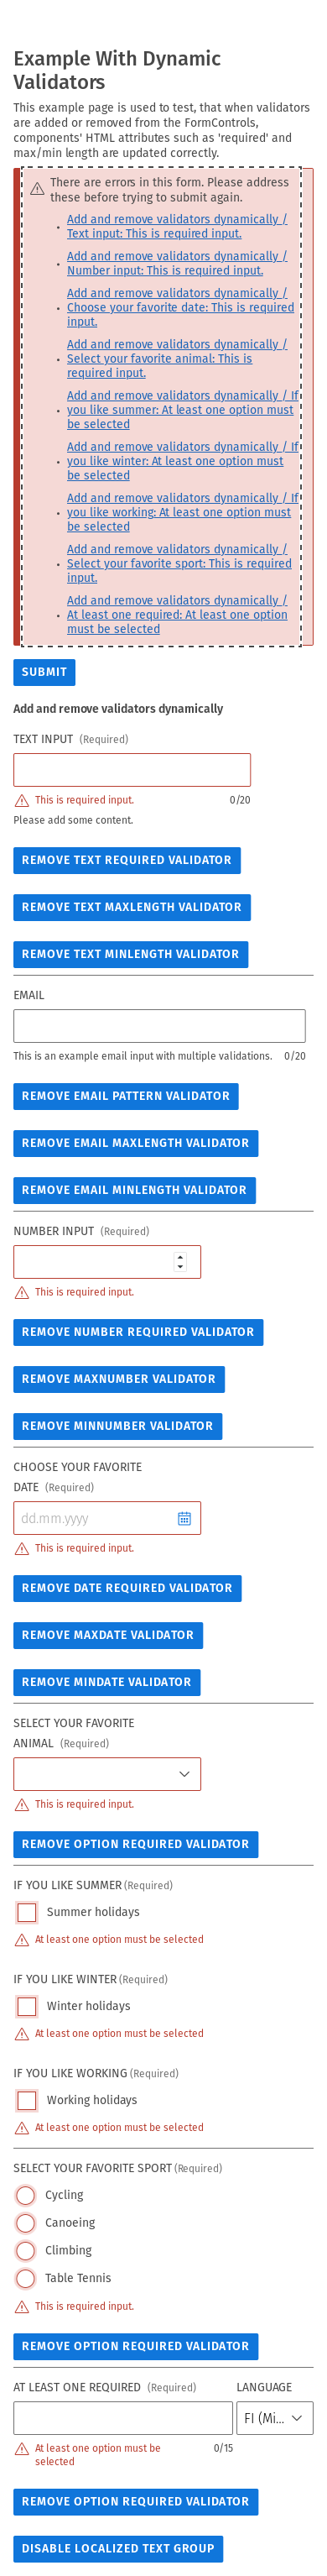 Example With Dynamic
Validators
This example page is used to test, that when validators
are added or removed from the FormControls,
components' HTML attributes such as 'required' and
max/min length are updated correctly.
There are errors in this form. Please address
these before trying to submit again.
Add and remove validators dynamically /
Text input: This is required input.
Add and remove validators dynamically /
Number input: This is required input.
Add and remove validators dynamically /
Choose your favorite date: This is required
input.
Add and remove validators dynamically /
Select your favorite animal: This is
required input.
Add and remove validators dynamically / If
you like summer: At least one option must
be selected
Add and remove validators dynamically / If
you like winter: At least one option must
be selected
Add and remove validators dynamically / If
you like working: At least one option must
be selected
Add and remove validators dynamically /
Select your favorite sport: This is required
input.
Add and remove validators dynamically /
At least one required: At least one option
must be selected
SUBMIT
Add and remove validators dynamically
TEXT INPUT (Required)
This is required input. 0/20
Please add some content.
REMOVE TEXT REQUIRED VALIDATOR
REMOVE TEXT MAXLENGTH VALIDATOR
REMOVE TEXT MINLENGTH VALIDATOR
EMAIL
This is an example email input with multiple validations. 0/20
REMOVE EMAIL PATTERN VALIDATOR
REMOVE EMAIL MAXLENGTH VALIDATOR
REMOVE EMAIL MINLENGTH VALIDATOR
NUMBER INPUT (Required)
This is required input.
REMOVE NUMBER REQUIRED VALIDATOR
REMOVE MAXNUMBER VALIDATOR
REMOVE MINNUMBER VALIDATOR
CHOOSE YOUR FAVORITE
DATE (Required)
dd.mm.yyyy
This is required input.
REMOVE DATE REQUIRED VALIDATOR
REMOVE MAXDATE VALIDATOR
REMOVE MINDATE VALIDATOR
SELECT YOUR FAVORITE
ANIMAL (Required)
This is required input.
REMOVE OPTION REQUIRED VALIDATOR
IF YOU LIKE SUMMER (Required)
Summer holidays
At least one option must be selected
IF YOU LIKE WINTER (Required)
Winter holidays
At least one option must be selected
IF YOU LIKE WORKING (Required)
Working holidays
At least one option must be selected
SELECT YOUR FAVORITE SPORT (Required)
Cycling
Canoeing
Climbing
Table Tennis
This is required input.
REMOVE OPTION REQUIRED VALIDATOR
AT LEAST ONE REQUIRED (Required) LANGUAGE
FI (Mi...
At least one option must be 0/15
selected
REMOVE OPTION REQUIRED VALIDATOR
DISABLE LOCALIZED TEXT GROUP